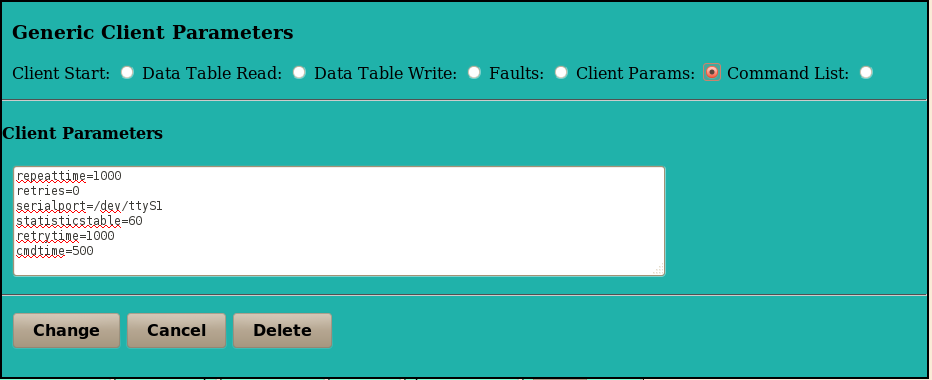 Generic Client Parameters
Client Start: Data Table Read: Data Table Write: Faults: Client Params: Command List:
Client Parameters
repeattime=1000
retries=0
serialport=/dev/ttyS1
statisticstable=60
retrytime=1000
cmdtime=500
Change Cancel Delete